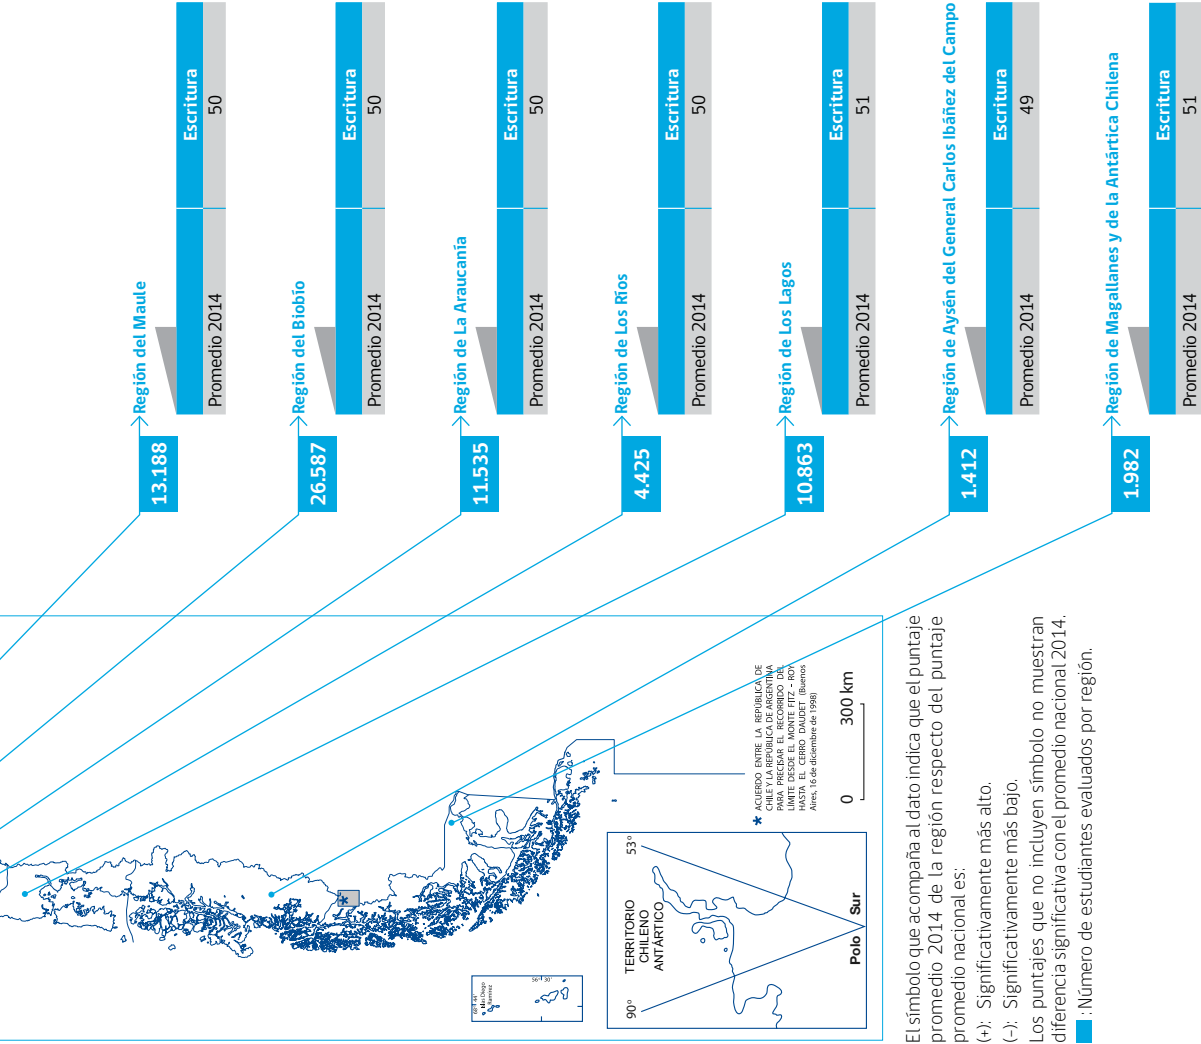 13.188
Región del Maule
Escritura
Promedio 2014 50
26.587
Región del Biobío
Escritura
Promedio 2014 50
11.535
Región de La Araucanía
Escritura
Promedio 2014 50
4.425
Región de Los Ríos
Escritura
Promedio 2014 50
10.863
Región de Los Lagos
Escritura
Promedio 2014 51
1.412
Región de Aysén del General Carlos Ibáñez del Campo
Escritura
Promedio 2014 49
1.982
Región de Magallanes y de la Antártica Chilena
Escritura
Promedio 2014 51
Islas Diego
Ramírez
56° 30'
* ACUERDO ENTRE LA REPÚBLICA DE
CHILE Y LA REPÚBLICA DE ARGENTINA
PARA PRECISAR EL RECORRIDO DEL
LÍMITE DESDE EL MONTE FITZ - ROY
HASTA EL CERRO DAUDET (Buenos
Aires, 16 de diciembre de 1998)
0 300 km
TERRITORIO
CHILENO
ANTÁRTICO
90°
53°
Polo Sur
El símbolo que acompaña al dato indica que el puntaje
promedio 2014 de la región respecto del puntaje
promedio nacional es:
(+): Significativamente más alto.
(–): Significativamente más bajo.
Los puntajes que no incluyen símbolo no muestran
diferencia significativa con el promedio nacional 2014.
: Número de estudiantes evaluados por región.